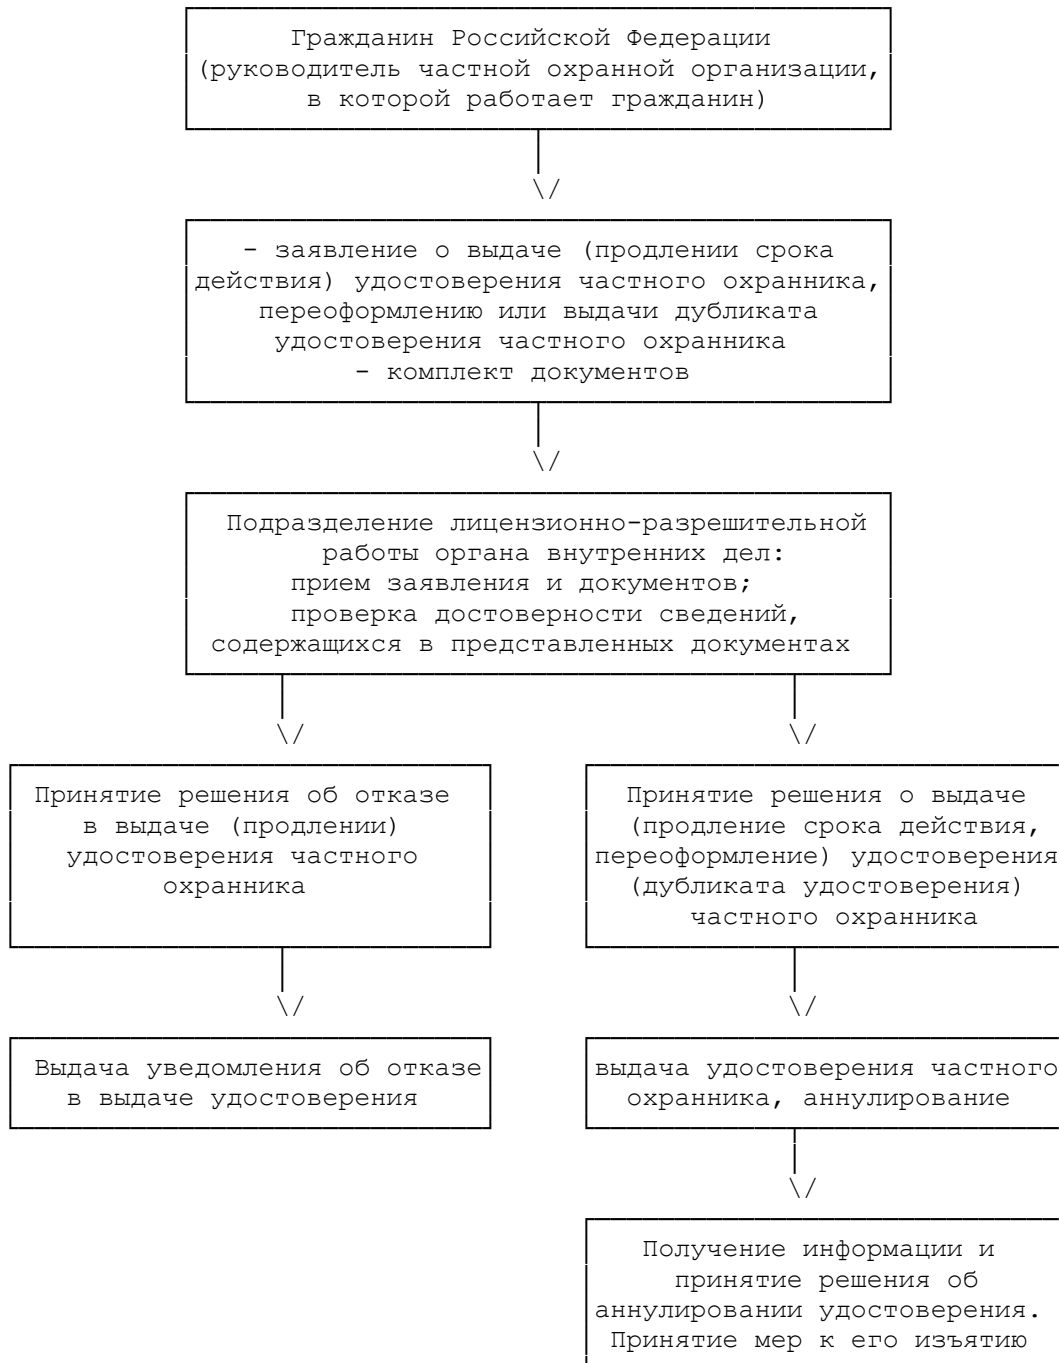 Гражданин Российской Федерации
(руководитель частной охранной организации,
в которой работает гражданин)
\/
- заявление о выдаче (продлении срока
действия) удостоверения частного охранника,
переоформлению или выдачи дубликата
удостоверения частного охранника
- комплект документов
\/
Подразделение лицензионно-разрешительной
работы органа внутренних дел:
прием заявления и документов;
проверка достоверности сведений,
содержащихся в представленных документах
\/ \/
Принятие решения об отказе
в выдаче (продлении)
удостоверения частного
охранника
Принятие решения о выдаче
(продление срока действия,
переоформление) удостоверения
(дубликата удостоверения)
частного охранника
\/ \/
Выдача уведомления об отказе
в выдаче удостоверения
выдача удостоверения частного
охранника, аннулирование
\/
Получение информации и
принятие решения об
аннулировании удостоверения.
Принятие мер к его изъятию